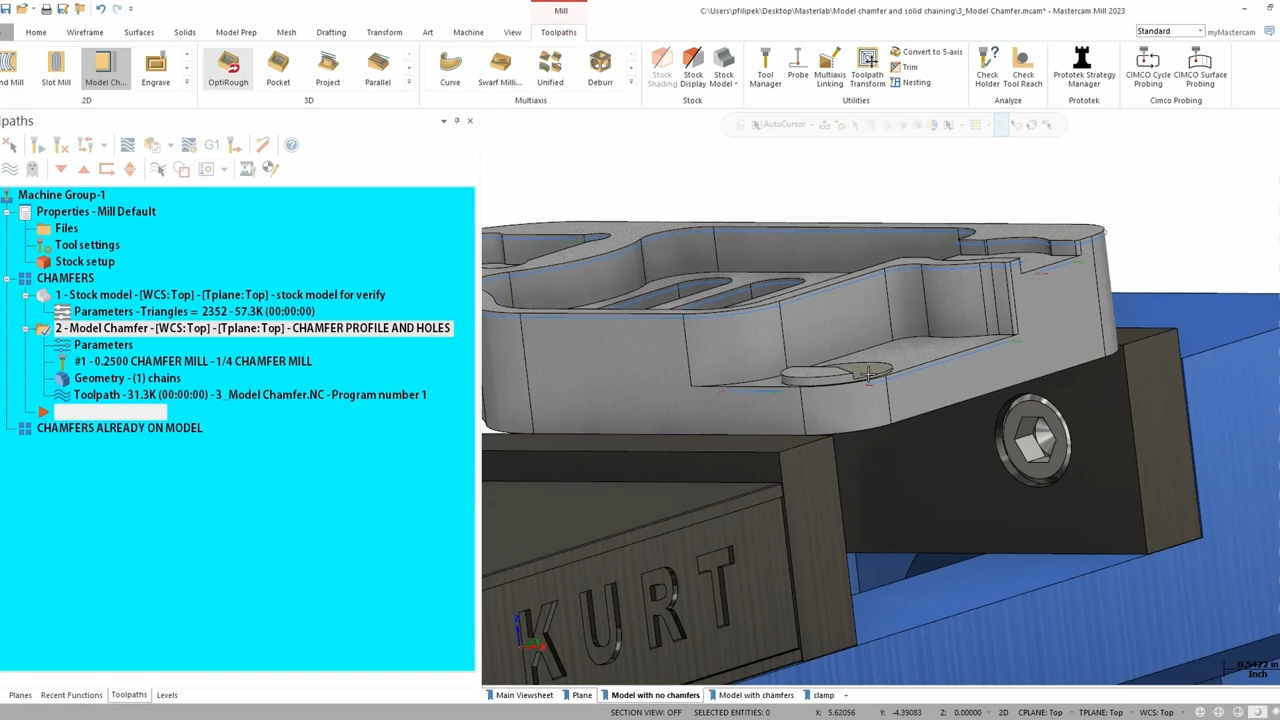 Mill
C:\Users\pfilipek\Desktop\Masterlab\Model chamfer and solid chaining\3_Model Chamfer.mcam* - Mastercam Mill 2023
Home Wireframe Surfaces Solids Model Prep Mesh Drafting Transform Art Machine View Toolpaths
Standard myMastercam
nd Mill Slot Mill Model Ch... Engrave OptiRough Pocket Project Parallel Curve Swarf Milli... Unified Deburr Stock Shading Stock Display Stock Model Tool Manager Probe Multiaxis Linking Toolpath Transform Convert to 5-axis Trim Nesting Check Holder Check Tool Reach Prototek Strategy Manager CIMCO Cycle Probing CIMCO Surface Probing
2D 3D Multiaxis Stock Utilities Analyze Prototek Cimco Probing
lpaths
AutoCursor
G1
Machine Group-1
Properties - Mill Default
Files
Tool settings
Stock setup
CHAMFERS
1 - Stock model - [WCS: Top] - [Tplane: Top] - stock model for verify
Parameters - Triangles = 2352 - 57.3K (00:00:00)
2 - Model Chamfer - [WCS: Top] - [Tplane: Top] - CHAMFER PROFILE AND HOLES
Parameters
#1 - 0.2500 CHAMFER MILL - 1/4 CHAMFER MILL
Geometry - (1) chains
Toolpath - 31.3K (00:00:00) - 3_Model Chamfer.NC - Program number 1
CHAMFERS ALREADY ON MODEL
KURT
0.5472 in
Inch
Planes Recent Functions Toolpaths Levels
Main Viewsheet Plane Model with no chamfers Model with chamfers clamp +
SECTION VIEW: OFF SELECTED ENTITIES: 0 X: 5.62056 Y: -4.39083 Z: 0.00000 2D CPLANE: Top TPLANE: Top WCS: Top